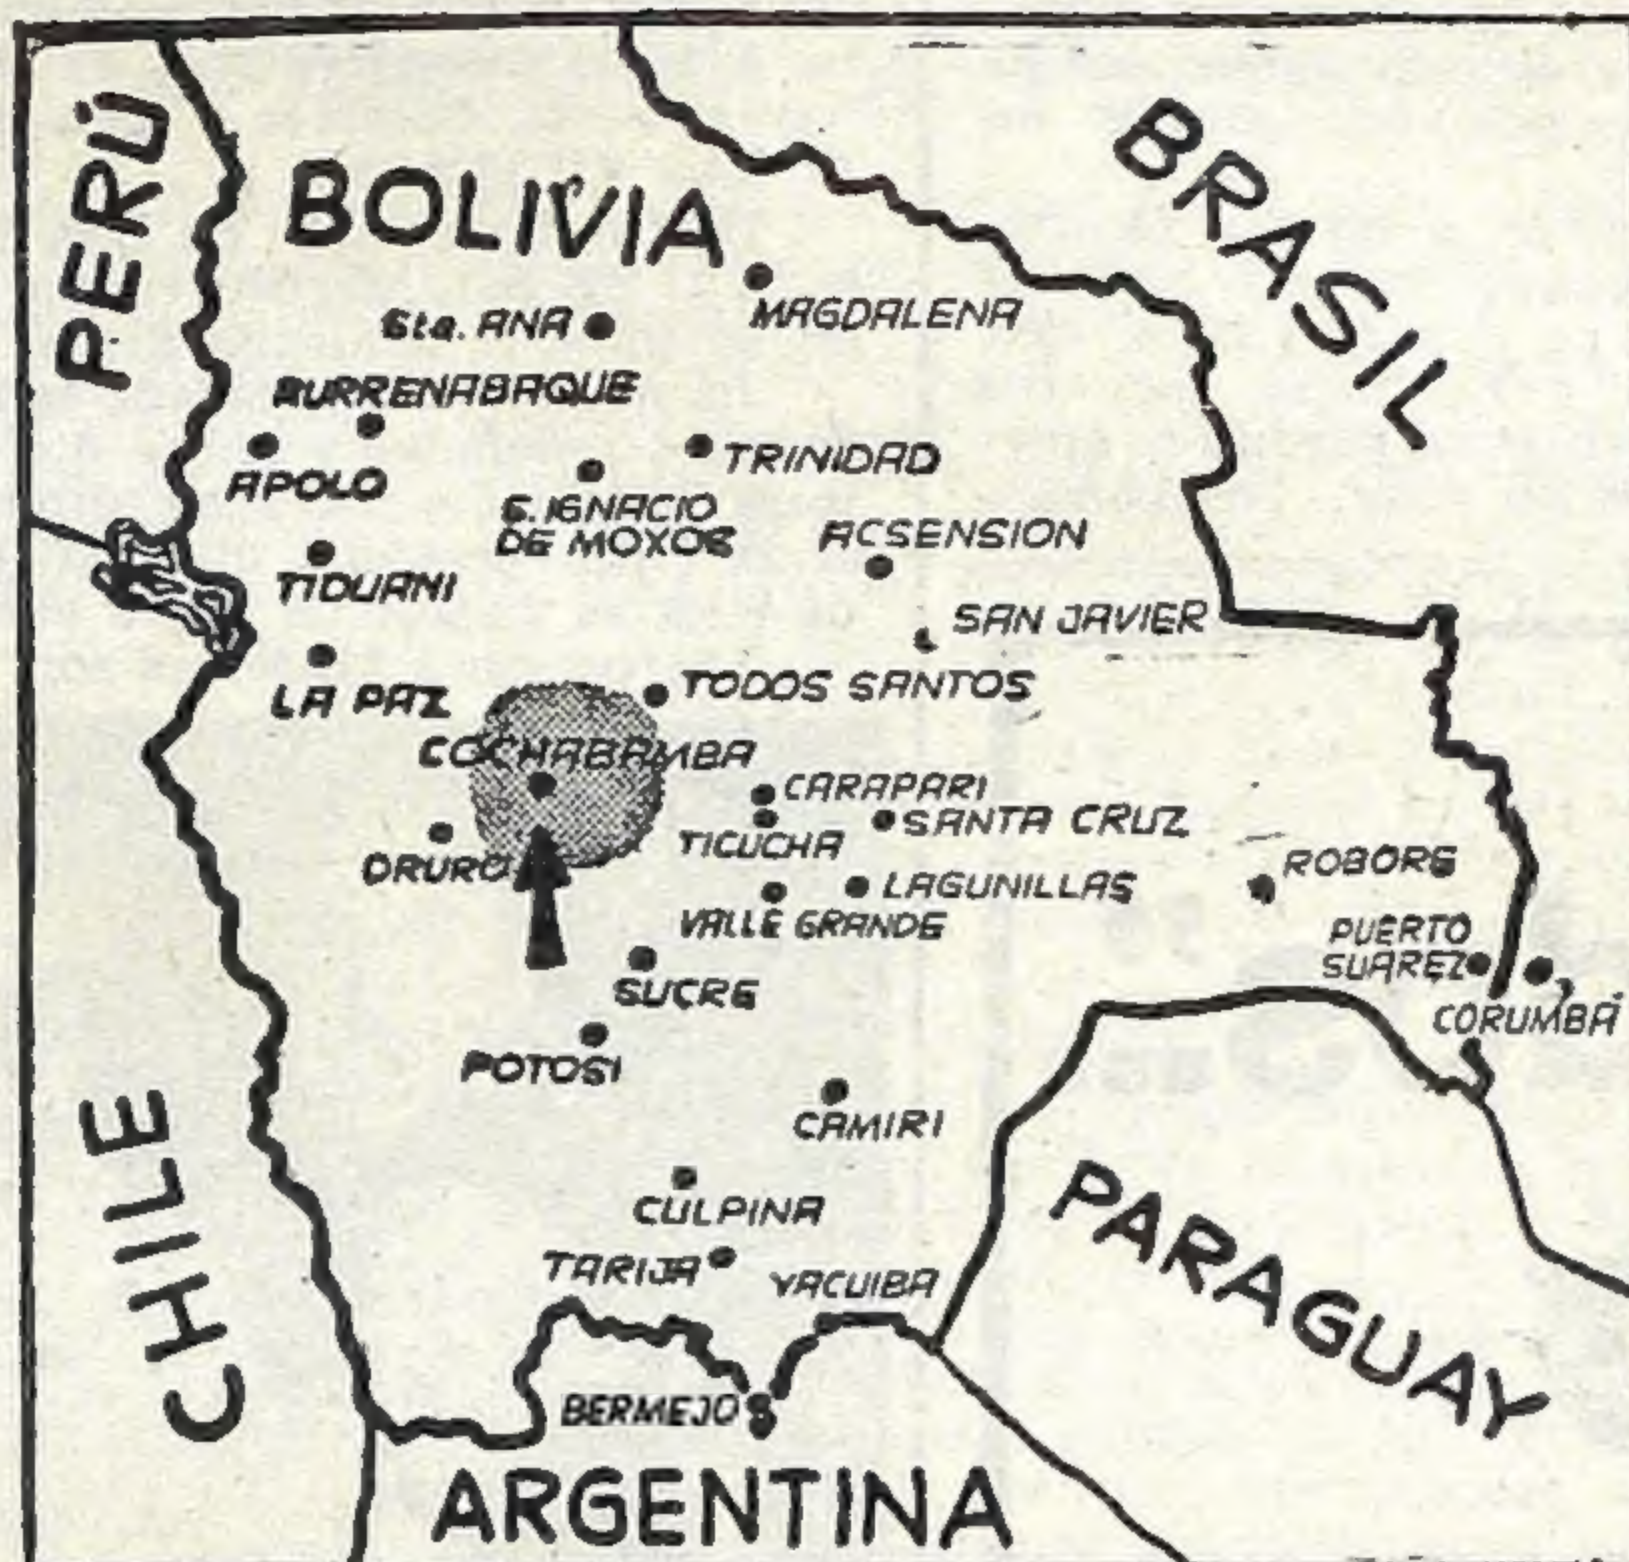 PERÚ
BOLIVIA
BRASIL
MAGDALENA
Sta. ANA
RURRENABAQUE
APOLO
TRINIDAD
S. IGNACIO
DE MOXOS
ACSENSION
TIDUANI
SAN JAVIER
LA PAZ
TODOS SANTOS
COCHABAMBA
CARAPARI
SANTA CRUZ
TICUCHA
ORURO
ROBORE
LAGUNILLAS
VALLE GRANDE
PUERTO
SUAREZ
SUCRE
CORUMBÁ
POTOSI
CAMIRI
CHILE
CULPINA
PARAGUAY
TARIJA
YACUIBA
BERMEJO
ARGENTINA